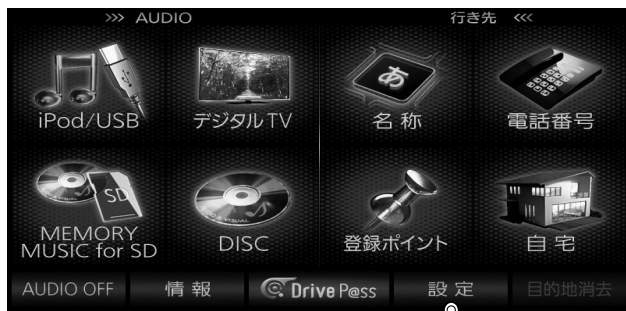 >>> AUDIO
行き先 <<<
iPod/USB
デジタルTV
名称
電話番号
SD
MEMORY
MUSIC for SD
DISC
登録ポイント
自宅
あ
AUDIO OFF
情報
Drive P@ss
設定
目的地消去